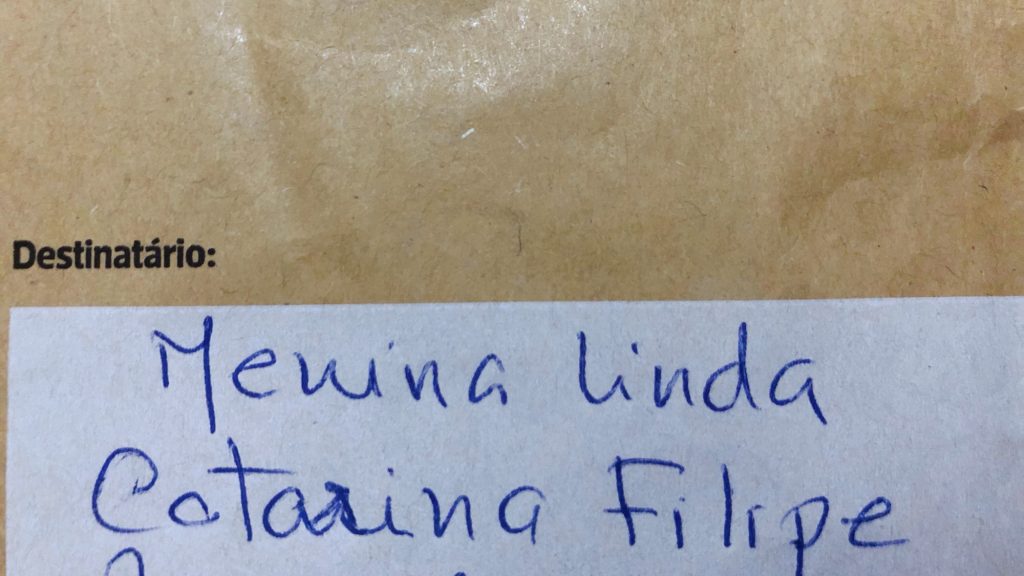 Destinatário:
Menina linda
Catarina Filipe